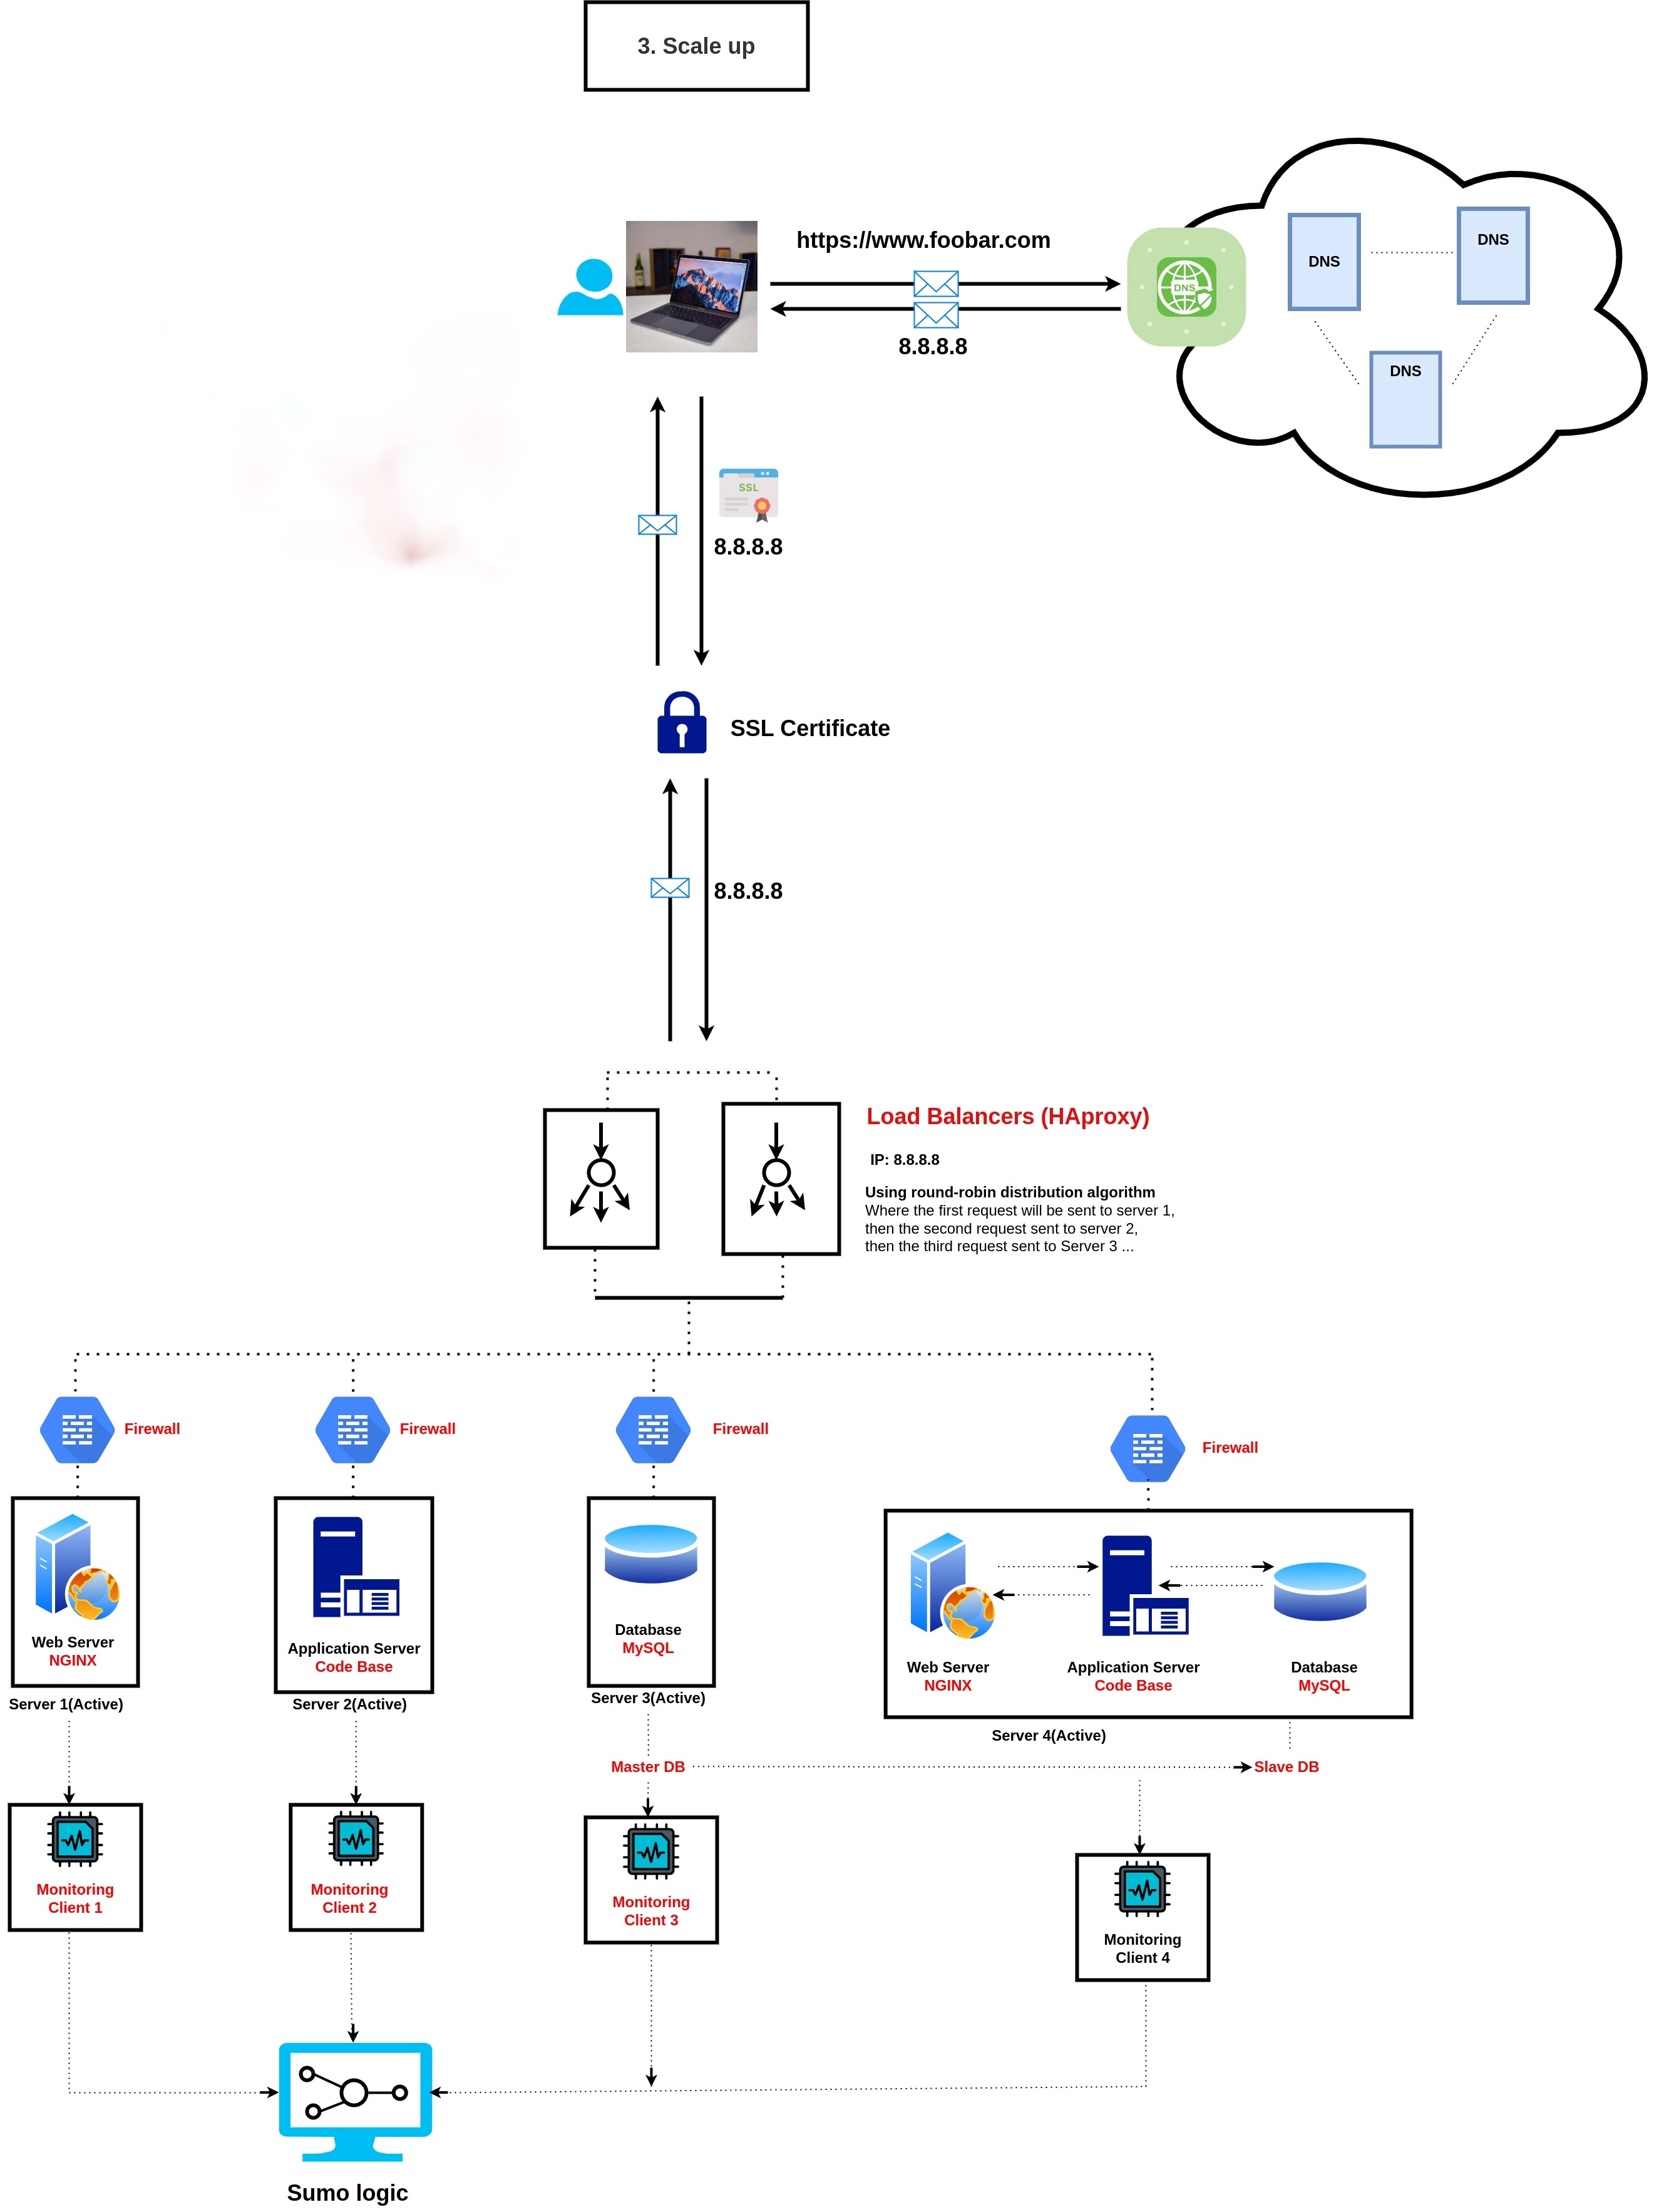 3. Scale up
https://www.foobar.com
8.8.8.8
DNS
DNS
DNS
DNS
SSL
8.8.8.8
SSL Certificate
8.8.8.8
Load Balancers (HAproxy)
IP: 8.8.8.8
Using round-robin distribution algorithm
Where the first request will be sent to server 1,
then the second request sent to server 2,
then the third request sent to Server 3 ...
Firewall
Firewall
Firewall
Firewall
Web Server
NGINX
Server 1(Active)
Application Server
Code Base
Server 2(Active)
Database
MySQL
Server 3(Active)
Web Server
NGINX
Application Server
Code Base
Database
MySQL
Server 4(Active)
Master DB
Slave DB
Monitoring
Client 1
Monitoring
Client 2
Monitoring
Client 3
Monitoring
Client 4
Sumo logic